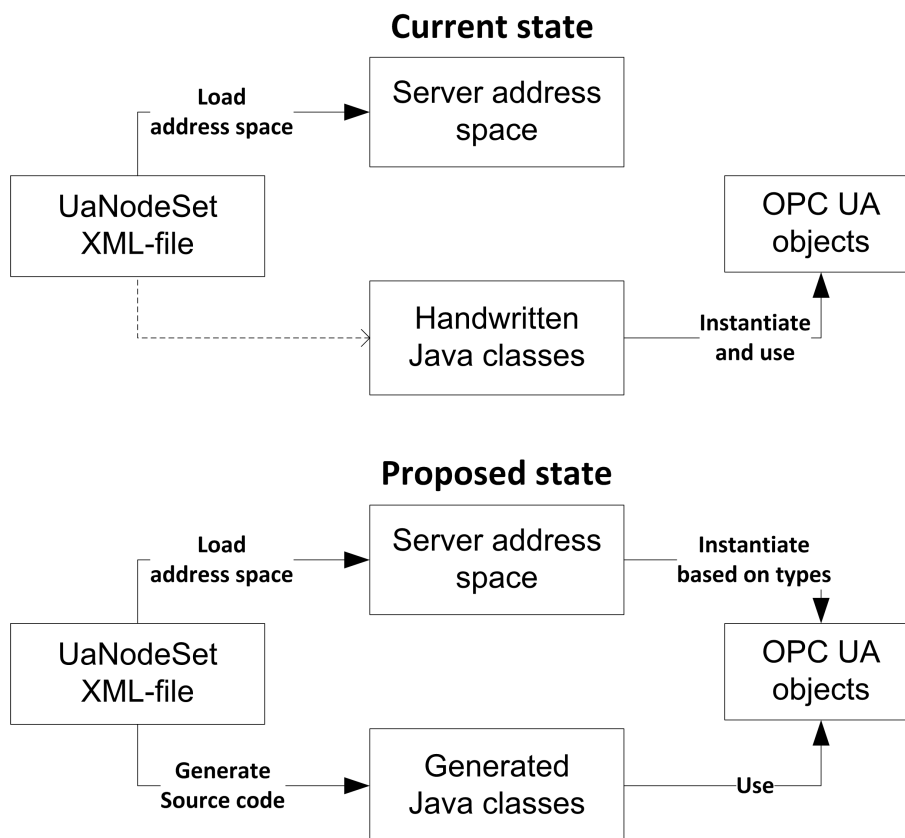 Current state
Load
address space
Server address
space
UaNodeSet
XML-file
OPC UA
objects
Handwritten
Java classes
Instantiate
and use
Proposed state
Load
address space
Server address
space
Instantiate
based on types
UaNodeSet
XML-file
OPC UA
objects
Generate
Source code
Generated
Java classes
Use